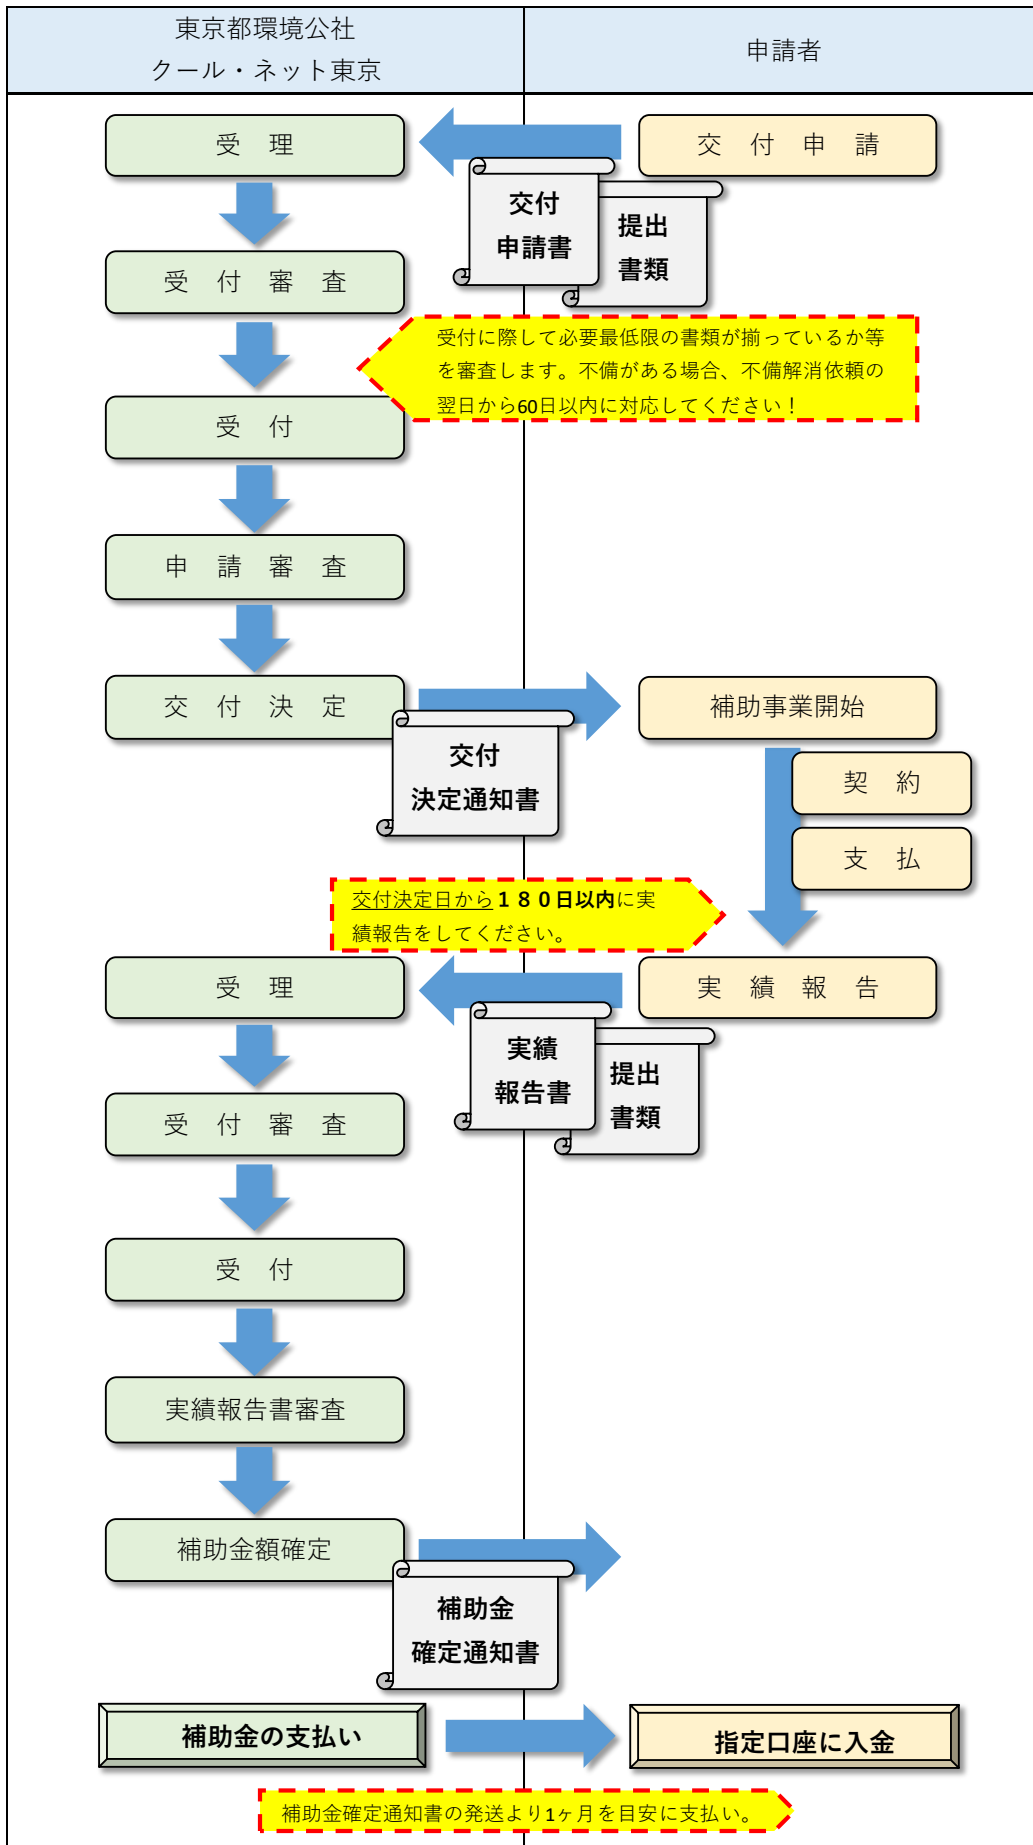 東京都環境公社
クール・ネット東京
申請者
受　理
交　付　申　請
交付
申請書
提出
書類
受　付　審　査
受付に際して必要最低限の書類が揃っているか等
を審査します。不備がある場合、不備解消依頼の
翌日から60日以内に対応してください！
受　付
申　請　審　査
交　付　決　定
補助事業開始
交付
決定通知書
契　約
支　払
交付決定日から１８０日以内に実
績報告をしてください。
受　理
実　績　報　告
実績
報告書
提出
書類
受　付　審　査
受　付
実績報告書審査
補助金額確定
補助金
確定通知書
補助金の支払い
指定口座に入金
補助金確定通知書の発送より1ヶ月を目安に支払い。